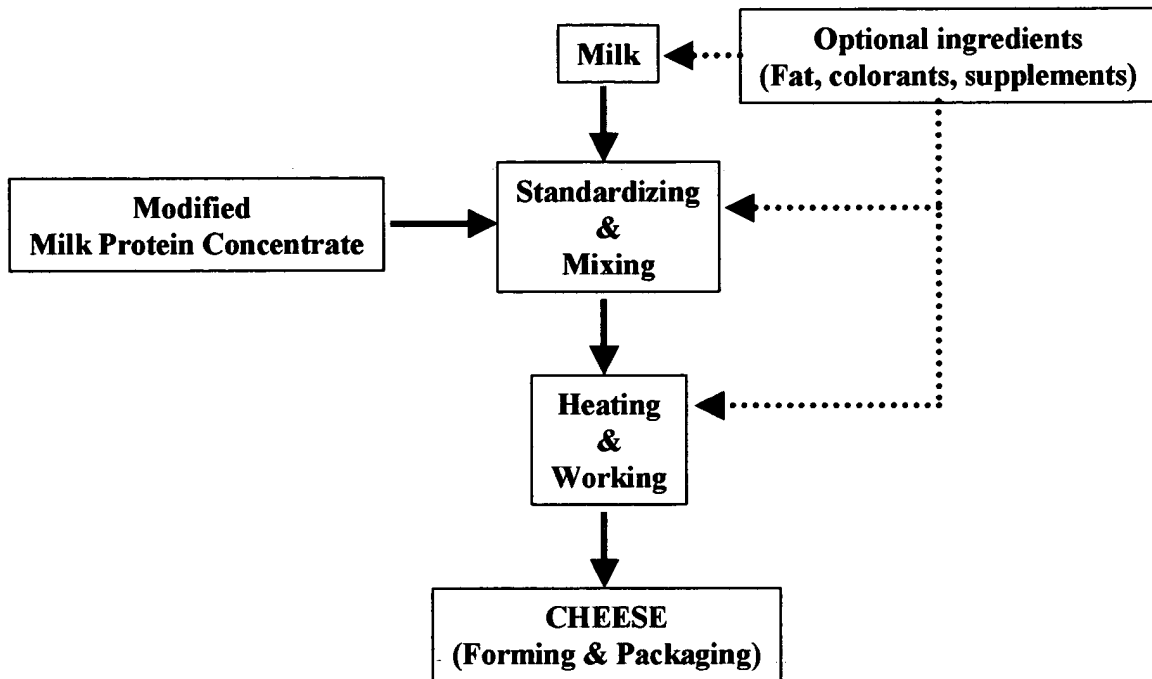 Milk
Optional ingredients
(Fat, colorants, supplements)
Modified
Milk Protein Concentrate
Standardizing
&
Mixing
Heating
&
Working
CHEESE
(Forming & Packaging)